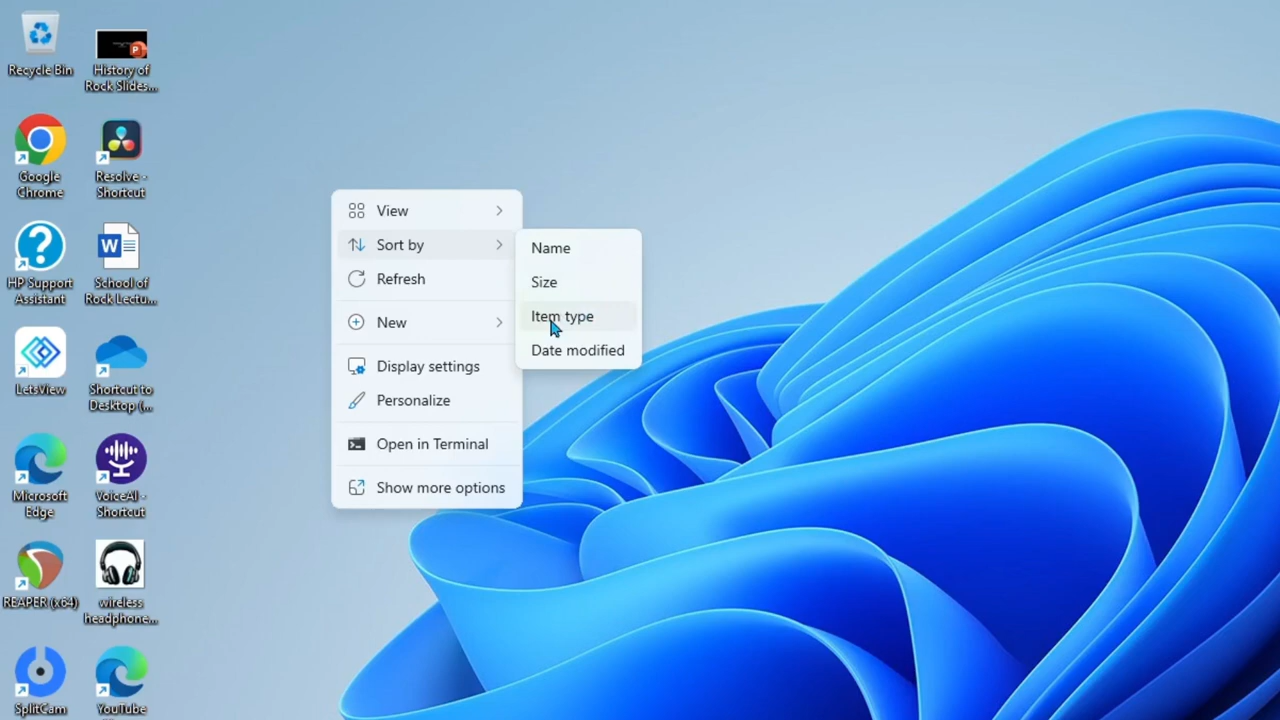 Recycle Bin
History of
Rock Slides...
Google
Chrome
Resolve -
Shortcut
HP Support
Assistant
School of
Rock Lectu...
LetsView
Shortcut to
Desktop (...
Microsoft
Edge
VoiceAI -
Shortcut
REAPER (x64)
wireless
headphone...
SplitCam
YouTube
View
Sort by
Refresh
New
Display settings
Personalize
Open in Terminal
Show more options
Name
Size
Item type
Date modified